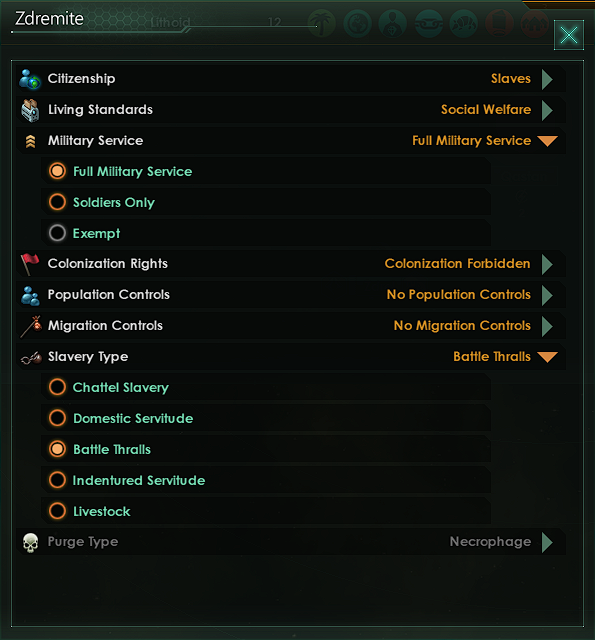 Zdremite
Lithoid 12
Citizenship Slaves
Living Standards Social Welfare
Military Service Full Military Service
Full Military Service
Soldiers Only
Exempt
Colonization Rights Colonization Forbidden
Population Controls No Population Controls
Migration Controls No Migration Controls
Slavery Type Battle Thralls
Chattel Slavery
Domestic Servitude
Battle Thralls
Indentured Servitude
Livestock
Purge Type Necrophage